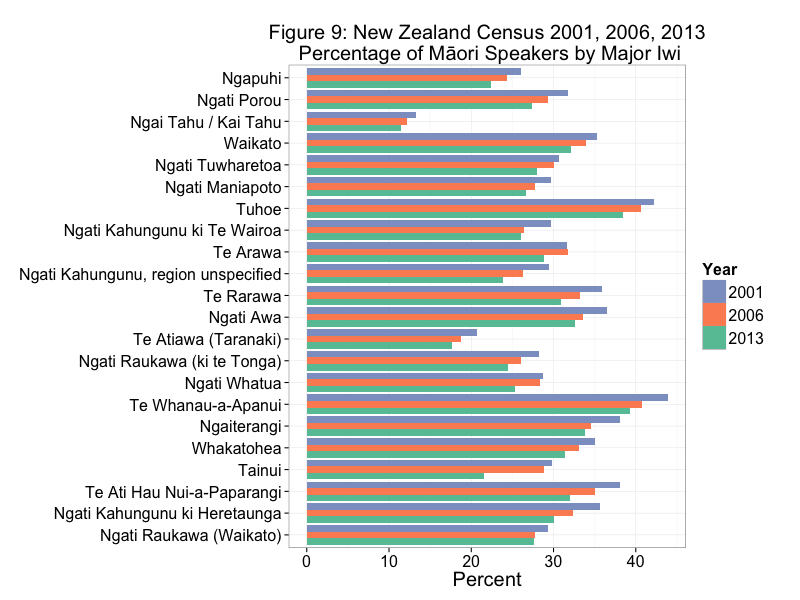 Figure 9: New Zealand Census 2001, 2006, 2013
Percentage of Māori Speakers by Major Iwi
Ngapuhi
Ngati Porou
Ngai Tahu / Kai Tahu
Waikato
Ngati Tuwharetoa
Ngati Maniapoto
Tuhoe
Ngati Kahungunu ki Te Wairoa
Te Arawa
Ngati Kahungunu, region unspecified
Te Rarawa
Ngati Awa
Te Atiawa (Taranaki)
Ngati Raukawa (ki te Tonga)
Ngati Whatua
Te Whanau-a-Apanui
Ngaiterangi
Whakatohea
Tainui
Te Ati Hau Nui-a-Paparangi
Ngati Kahungunu ki Heretaunga
Ngati Raukawa (Waikato)
0 10 20 30 40
Percent
Year
2001
2006
2013